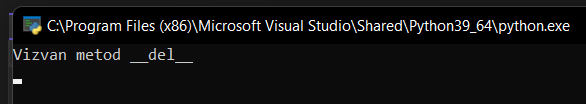 C:\Program Files (x86)\Microsoft Visual Studio\Shared\Python39_64\python.exe
Vizvan metod __del__